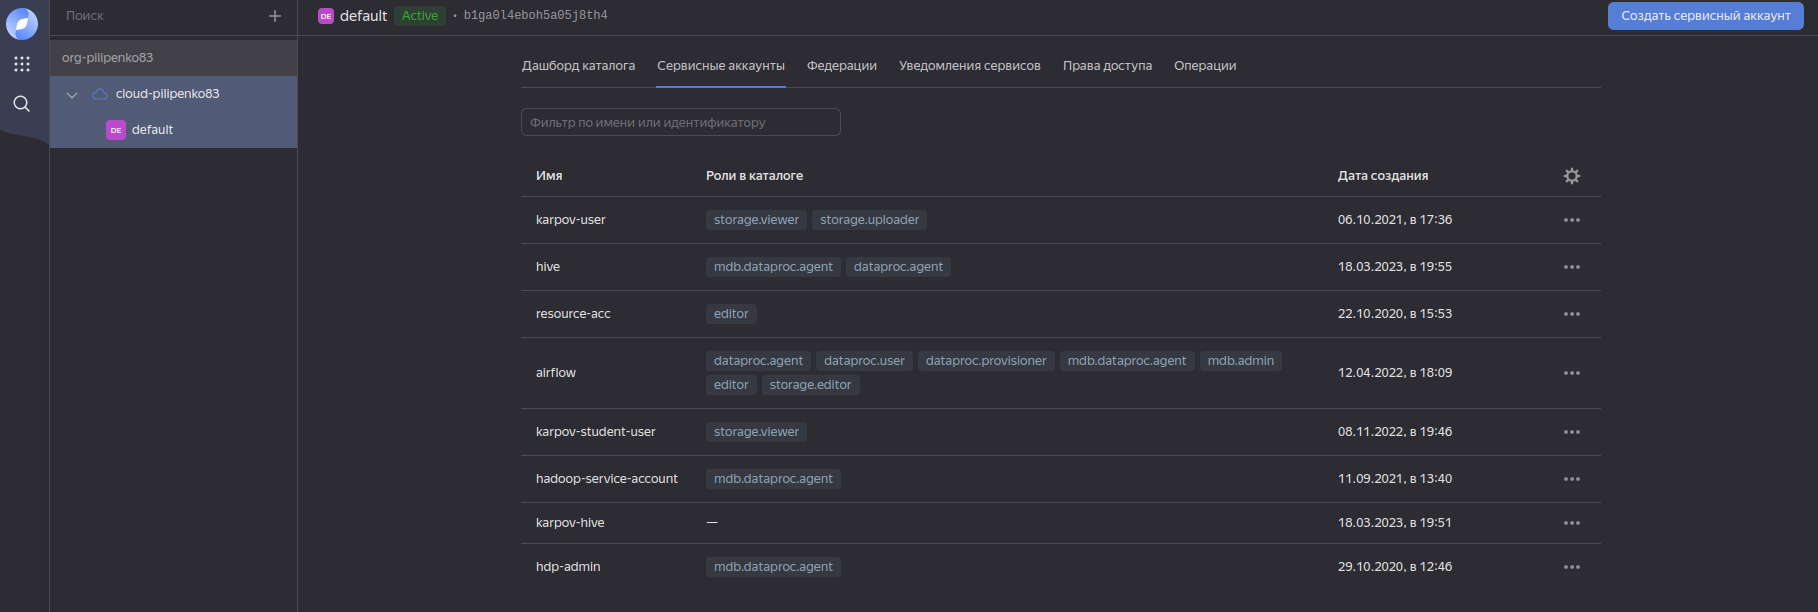 Поиск
org-pilipenko83
cloud-pilipenko83
DE default
DE default Active • b1ga0l4eboh5a05j8th4
Создать сервисный аккаунт
Дашборд каталога Сервисные аккаунты Федерации Уведомления сервисов Права доступа Операции
Фильтр по имени или идентификатору
Имя Роли в каталоге Дата создания
karpov-user storage.viewer storage.uploader 06.10.2021, в 17:36
hive mdb.dataproc.agent dataproc.agent 18.03.2023, в 19:55
resource-acc editor 22.10.2020, в 15:53
airflow dataproc.agent dataproc.user dataproc.provisioner mdb.dataproc.agent mdb.admin
editor storage.editor 12.04.2022, в 18:09
karpov-student-user storage.viewer 08.11.2022, в 19:46
hadoop-service-account mdb.dataproc.agent 11.09.2021, в 13:40
karpov-hive — 18.03.2023, в 19:51
hdp-admin mdb.dataproc.agent 29.10.2020, в 12:46